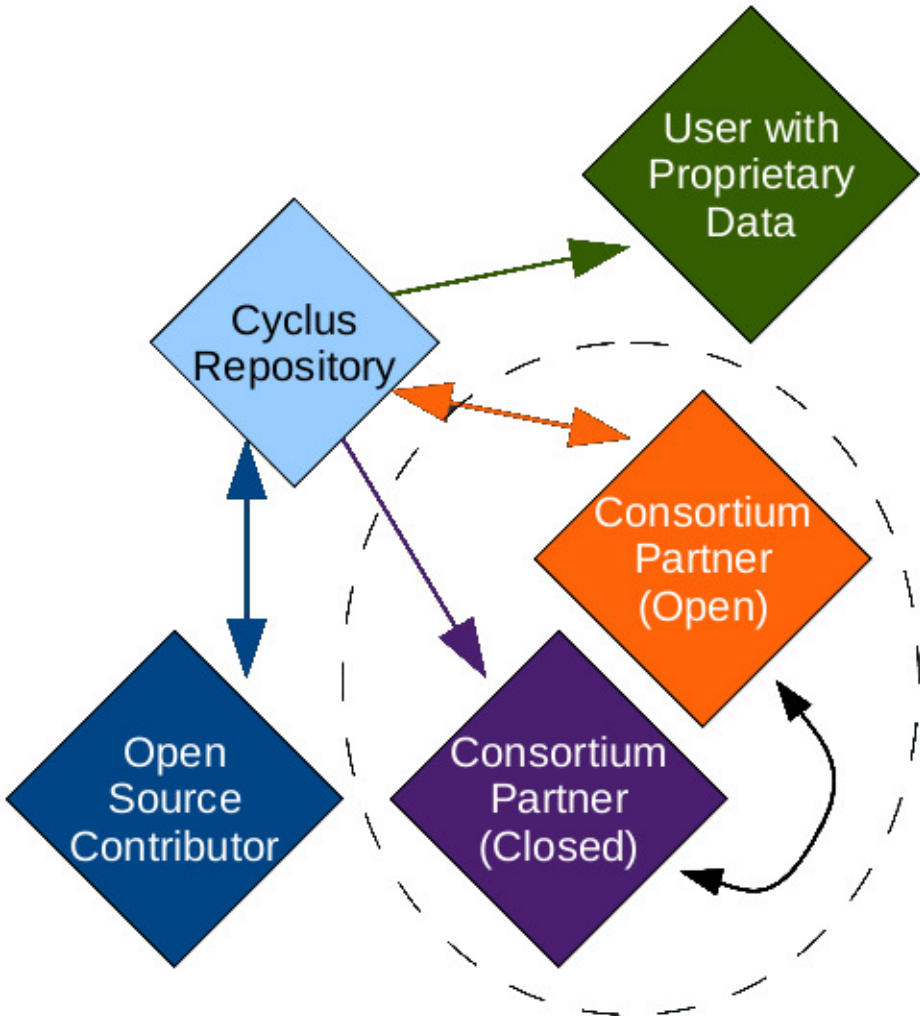 User with
Proprietary
Data
Cyclus
Repository
Consortium
Partner
(Open)
Open
Source
Contributor
Consortium
Partner
(Closed)